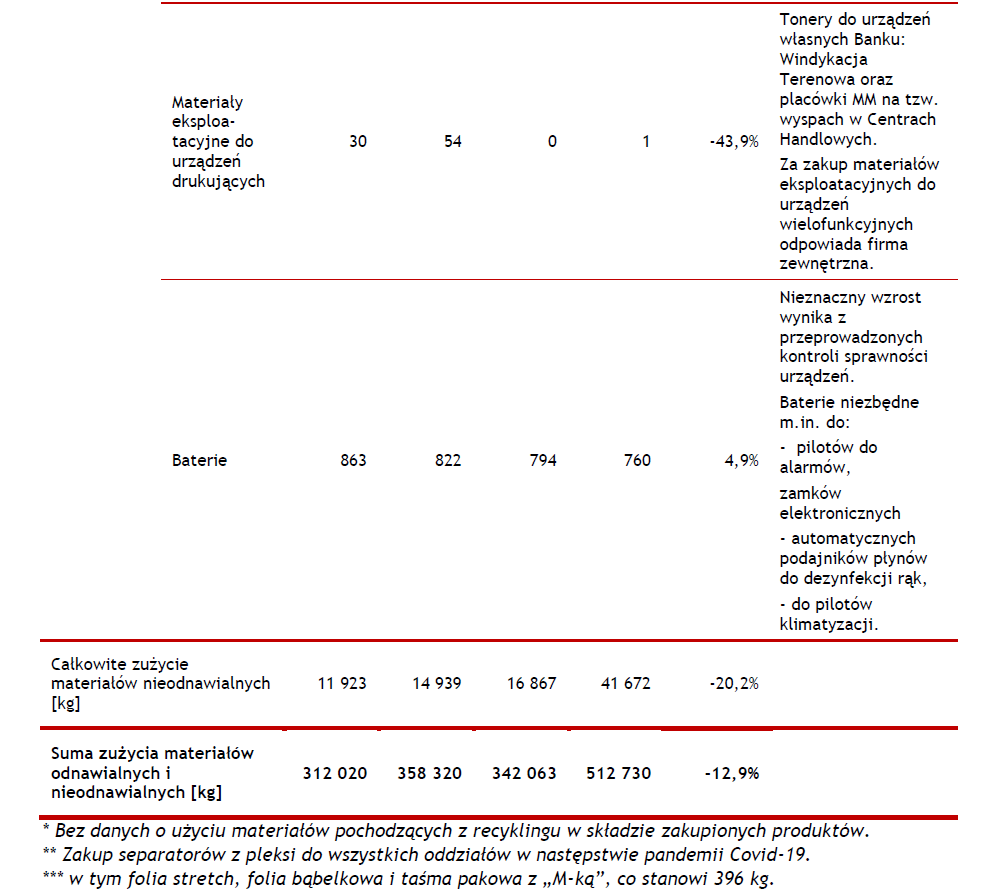 Tonery do urządzeń
własnych Banku:
Windykacja
Terenowa oraz
placówki MM na tzw.
wyspach w Centrach
Handlowych.
Materiały
eksploa-
tacyjne do
urządzeń
drukujących
30 54 0 1 -43,9%
Za zakup materiałów
eksploatacyjnych do
urządzeń
wielofunkcyjnych
odpowiada firma
zewnętrzna.
Baterie 863 822 794 760 4,9%
Nieznaczny wzrost
wynika z
przeprowadzonych
kontroli sprawności
urządzeń.
Baterie niezbędne
m.in. do:
- pilotów do
alarmów,
zamków
elektronicznych
- automatycznych
podajników płynów
do dezynfekcji rąk,
- do pilotów
klimatyzacji.
Całkowite zużycie
materiałów nieodnawialnych
[kg]
11 923 14 939 16 867 41 672 -20,2%
Suma zużycia materiałów
odnawialnych i
nieodnawialnych [kg]
312 020 358 320 342 063 512 730 -12,9%
* Bez danych o użyciu materiałów pochodzących z recyklingu w składzie zakupionych produktów.
** Zakup separatorów z pleksi do wszystkich oddziałów w następstwie pandemii Covid-19.
*** w tym folia stretch, folia bąbelkowa i taśma pakowa z „M-ką”, co stanowi 396 kg.